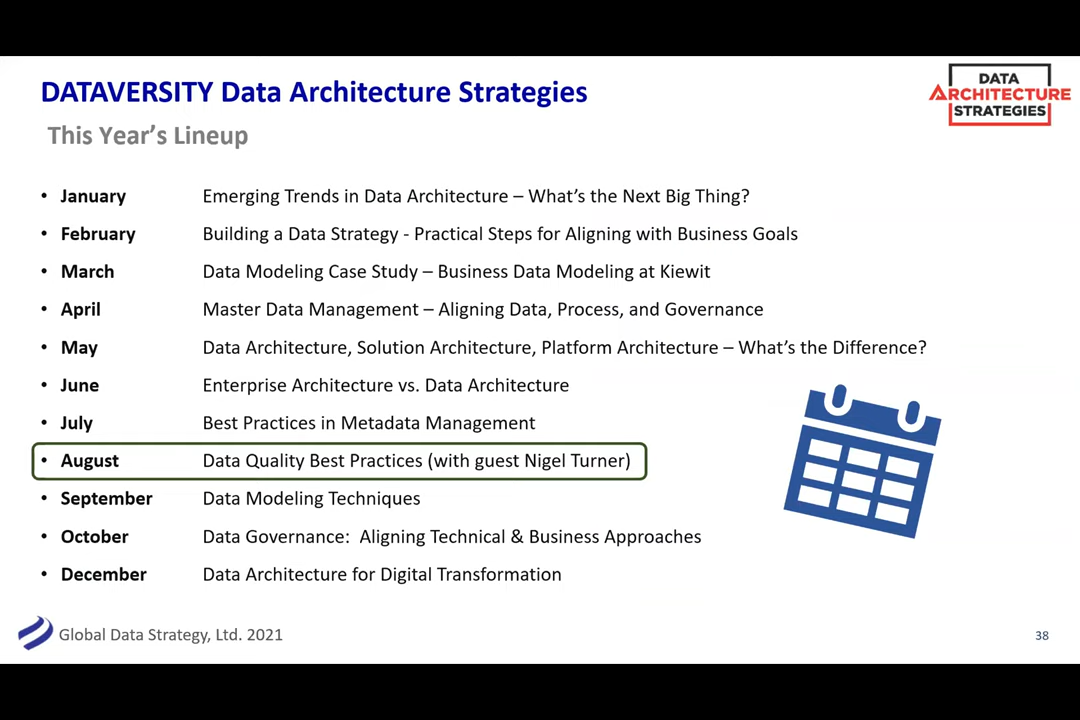 DATAVERSITY Data Architecture Strategies
This Year's Lineup
DATA
ARCHITECTURE
STRATEGIES
• January Emerging Trends in Data Architecture – What's the Next Big Thing?
• February Building a Data Strategy - Practical Steps for Aligning with Business Goals
• March Data Modeling Case Study – Business Data Modeling at Kiewit
• April Master Data Management – Aligning Data, Process, and Governance
• May Data Architecture, Solution Architecture, Platform Architecture – What's the Difference?
• June Enterprise Architecture vs. Data Architecture
• July Best Practices in Metadata Management
• August Data Quality Best Practices (with guest Nigel Turner)
• September Data Modeling Techniques
• October Data Governance: Aligning Technical & Business Approaches
• December Data Architecture for Digital Transformation
Global Data Strategy, Ltd. 2021
38